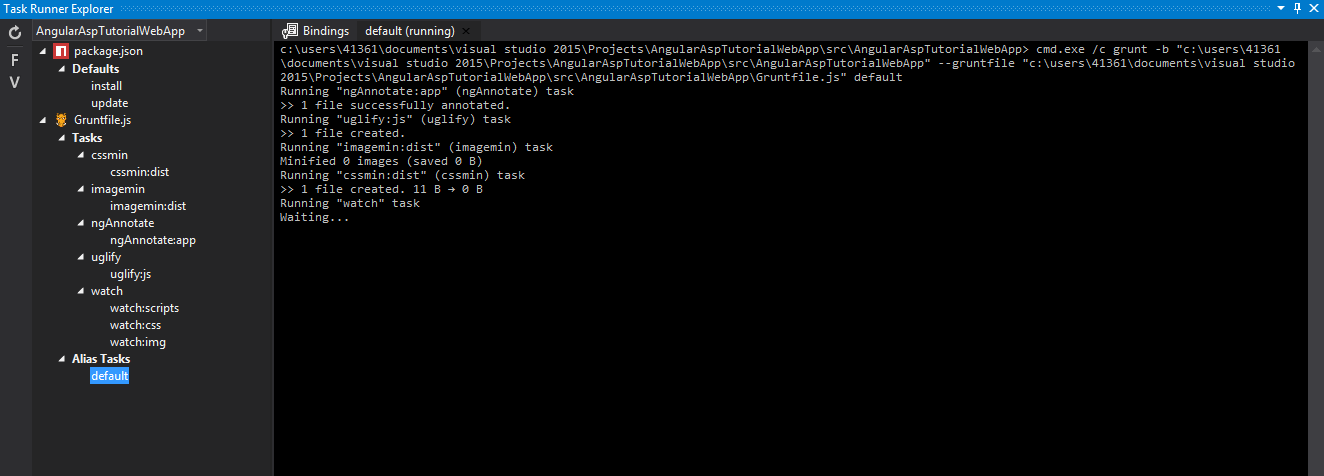 Task Runner Explorer
AngularAspTutorialWebApp
F
V
package.json
Defaults
install
update
Gruntfile.js
Tasks
cssmin
cssmin:dist
imagemin
imagemin:dist
ngAnnotate
ngAnnotate:app
uglify
uglify:js
watch
watch:scripts
watch:css
watch:img
Alias Tasks
default
Bindings
default (running)
c:\users\41361\documents\visual studio 2015\Projects\AngularAspTutorialWebApp\src\AngularAspTutorialWebApp> cmd.exe /c grunt -b "c:\users\41361
\documents\visual studio 2015\Projects\AngularAspTutorialWebApp\src\AngularAspTutorialWebApp" --gruntfile "c:\users\41361\documents\visual studio
2015\Projects\AngularAspTutorialWebApp\src\AngularAspTutorialWebApp\Gruntfile.js" default
Running "ngAnnotate:app" (ngAnnotate) task
>> 1 file successfully annotated.
Running "uglify:js" (uglify) task
>> 1 file created.
Running "imagemin:dist" (imagemin) task
Minified 0 images (saved 0 B)
Running "cssmin:dist" (cssmin) task
>> 1 file created. 11 B → 0 B
Running "watch" task
Waiting...